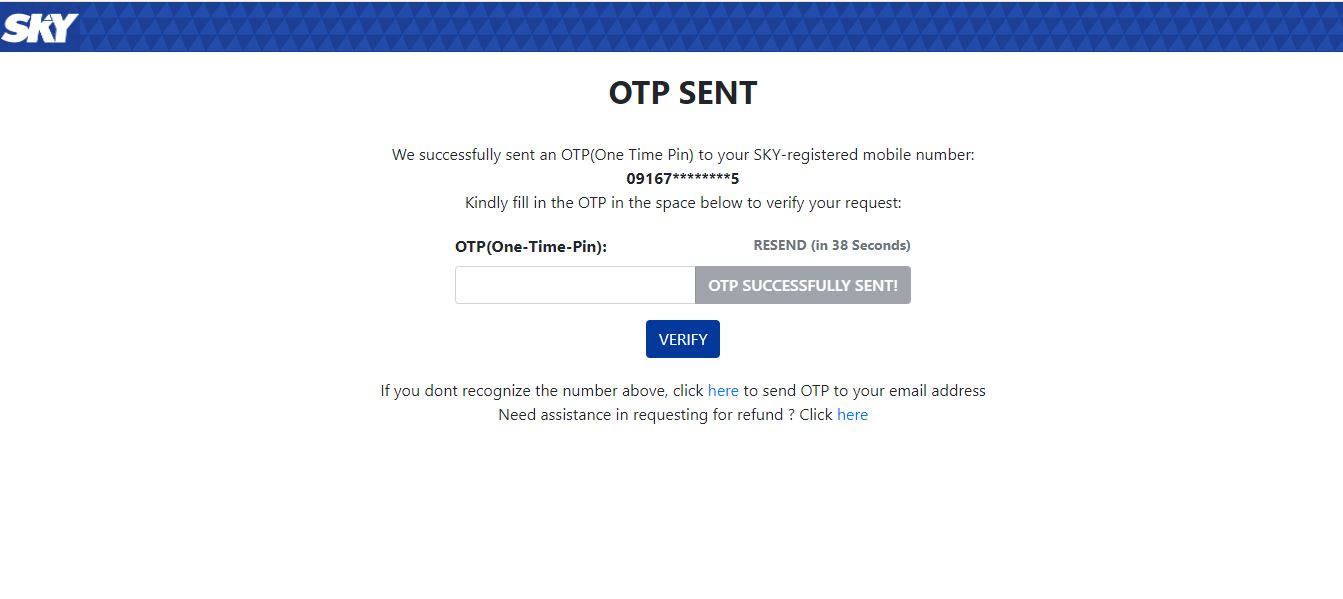 SKY
OTP SENT
We successfully sent an OTP(One Time Pin) to your SKY-registered mobile number:
09167********5
Kindly fill in the OTP in the space below to verify your request:
OTP(One-Time-Pin):
RESEND (in 38 Seconds)
OTP SUCCESSFULLY SENT!
VERIFY
If you dont recognize the number above, click here to send OTP to your email address
Need assistance in requesting for refund ? Click here